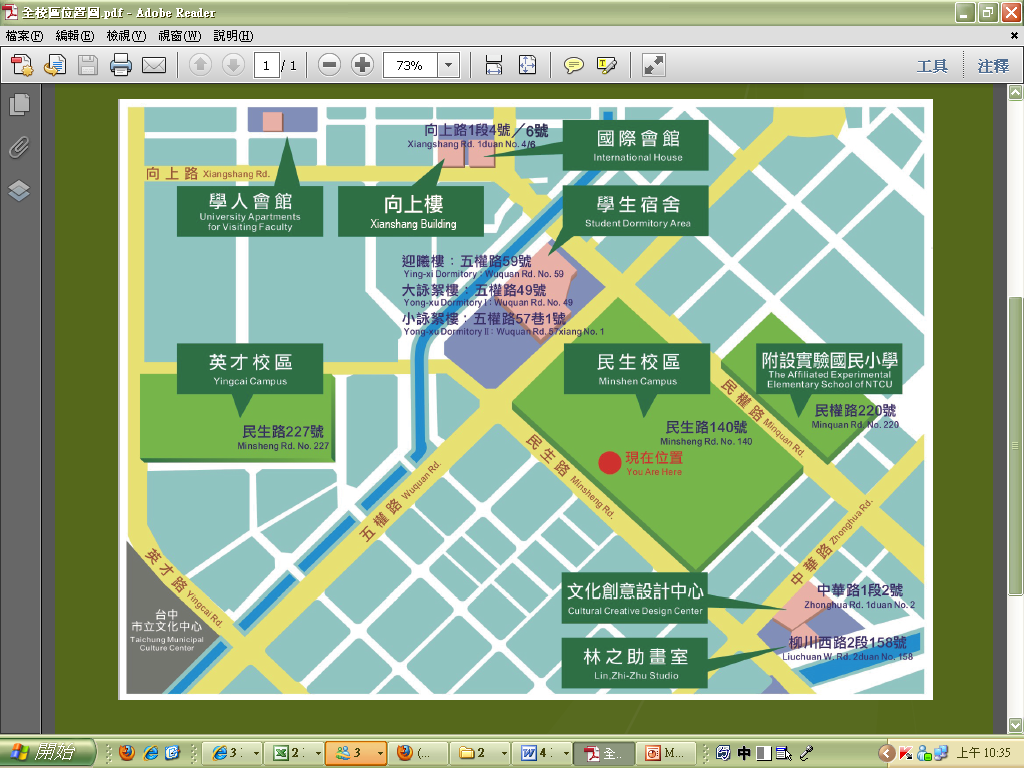 全校區位置圖.pdf - Adobe Reader
檔案(F) 編輯(E) 檢視(V) 視窗(W) 說明(H)
1 / 1
73%
工具
注釋
向上路1段4號／6號
Xiangshang Rd. 1duan No. 4/6
國際會館
International House
向上路 Xiangshang Rd.
學人會館
University Apartments
for Visiting Faculty
向上樓
Xianshang Building
學生宿舍
Student Dormitory Area
迎曦樓：五權路59號
Ying-xi Dormitory：Wuquan Rd. No. 59
大詠絮樓：五權路49號
Yong-xu Dormitory I：Wuquan Rd. No. 49
小詠絮樓：五權路57巷1號
Yong-xu Dormitory II：Wuquan Rd. 57xiang No. 1
英才校區
Yingcai Campus
民生路227號
Minsheng Rd. No. 227
民生校區
Minshen Campus
民生路140號
Minsheng Rd. No. 140
現在位置
You Are Here
附設實驗國民小學
The Affiliated Experimental
Elementary School of NTCU
民權路220號
Minquan Rd. No. 220
民權路 Minquan Rd.
民生路 Minsheng Rd.
五權路 Wuquan Rd.
中華路 Zhonghua Rd.
英才路 Yingcai Rd.
台中
市立文化中心
Taichung Municipal
Culture Center
文化創意設計中心
Cultural Creative Design Center
中華路1段2號
Zhonghua Rd. 1duan No. 2
林之助畫室
Lin,Zhi-Zhu Studio
柳川西路2段158號
Liuchuan W. Rd. 2duan No. 158
開始
3
2
3
(...
2
4
全...
M...
中
上午 10:35